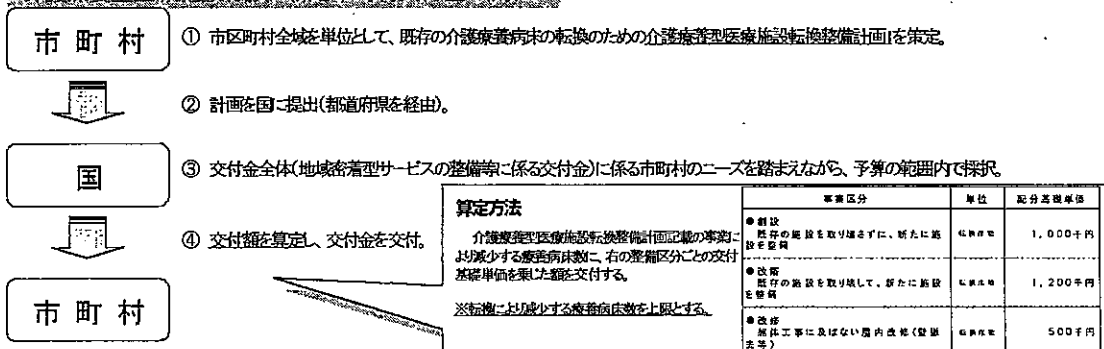 市 町 村
① 市区町村全域を単位として、既存の介護療養病床の転換のための介護療養型医療施設転換整備計画を策定。
② 計画を国に提出(都道府県を経由)。
国
③ 交付金全体(地域密着型サービスの整備等に係る交付金)に係る市町村のニーズを踏まえながら、予算の範囲内で採択。
④ 交付額を算定し、交付金を交付。
市 町 村
算定方法
介護療養型医療施設転換整備計画記載の事業に
より減少する療養病床数に、右の整備区分ごとの交付
基礎単価を乗じた額を交付する。
※転換により減少する療養病床数を上限とする。
事業区分 単位 配分基礎単価
●創設
既存の施設を取り壊さずに、新たに施
設を整備
転換床数 1,000千円
●改築
既存の施設を取り壊して、新たに施設
を整備
転換床数 1,200千円
●改修
躯体工事に及ばない屋内改修(壁撤
去等)
転換床数 500千円